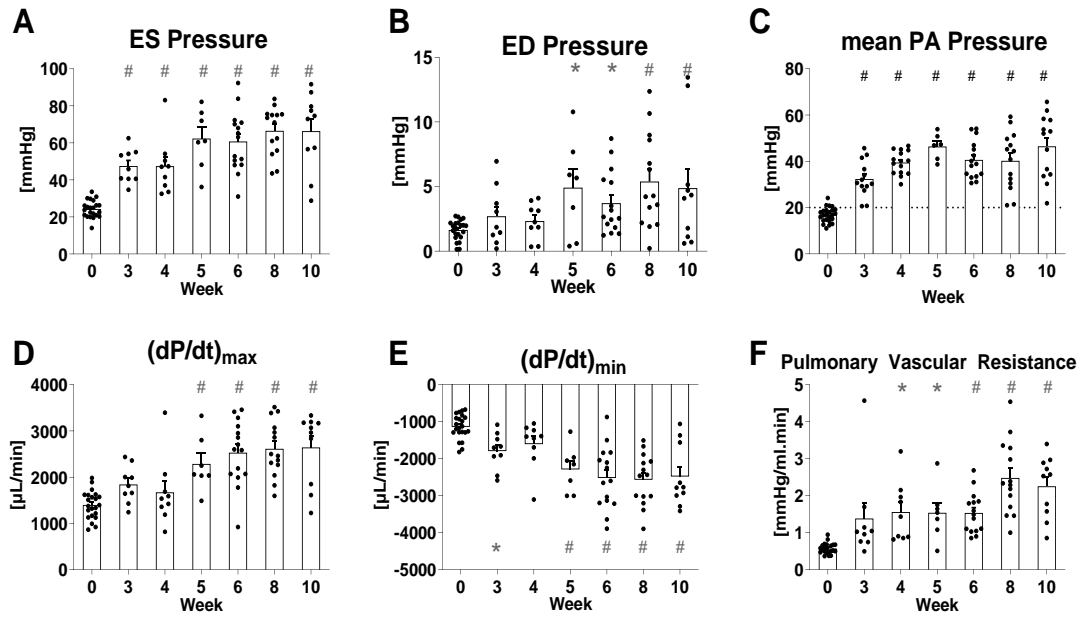 A
ES Pressure
# # # # # #
[mmHg]
100
80
60
40
20
0
0 3 4 5 6 8 10
Week
B
ED Pressure
* * # #
[mmHg]
15
10
5
0
0 3 4 5 6 8 10
Week
C
mean PA Pressure
# # # # # #
[mmHg]
80
60
40
20
0
0 3 4 5 6 8 10
Week
D
(dP/dt)max
# # # #
[µL/min]
4000
3000
2000
1000
0
0 3 4 5 6 8 10
Week
E
(dP/dt)min
[µL/min]
0
-1000
-2000
-3000
-4000
-5000
* # # # #
0 3 4 5 6 8 10
Week
F
Pulmonary Vascular Resistance
* * # # #
[mmHg/ml.min]
5
4
3
2
1
0
0 3 4 5 6 8 10
Week